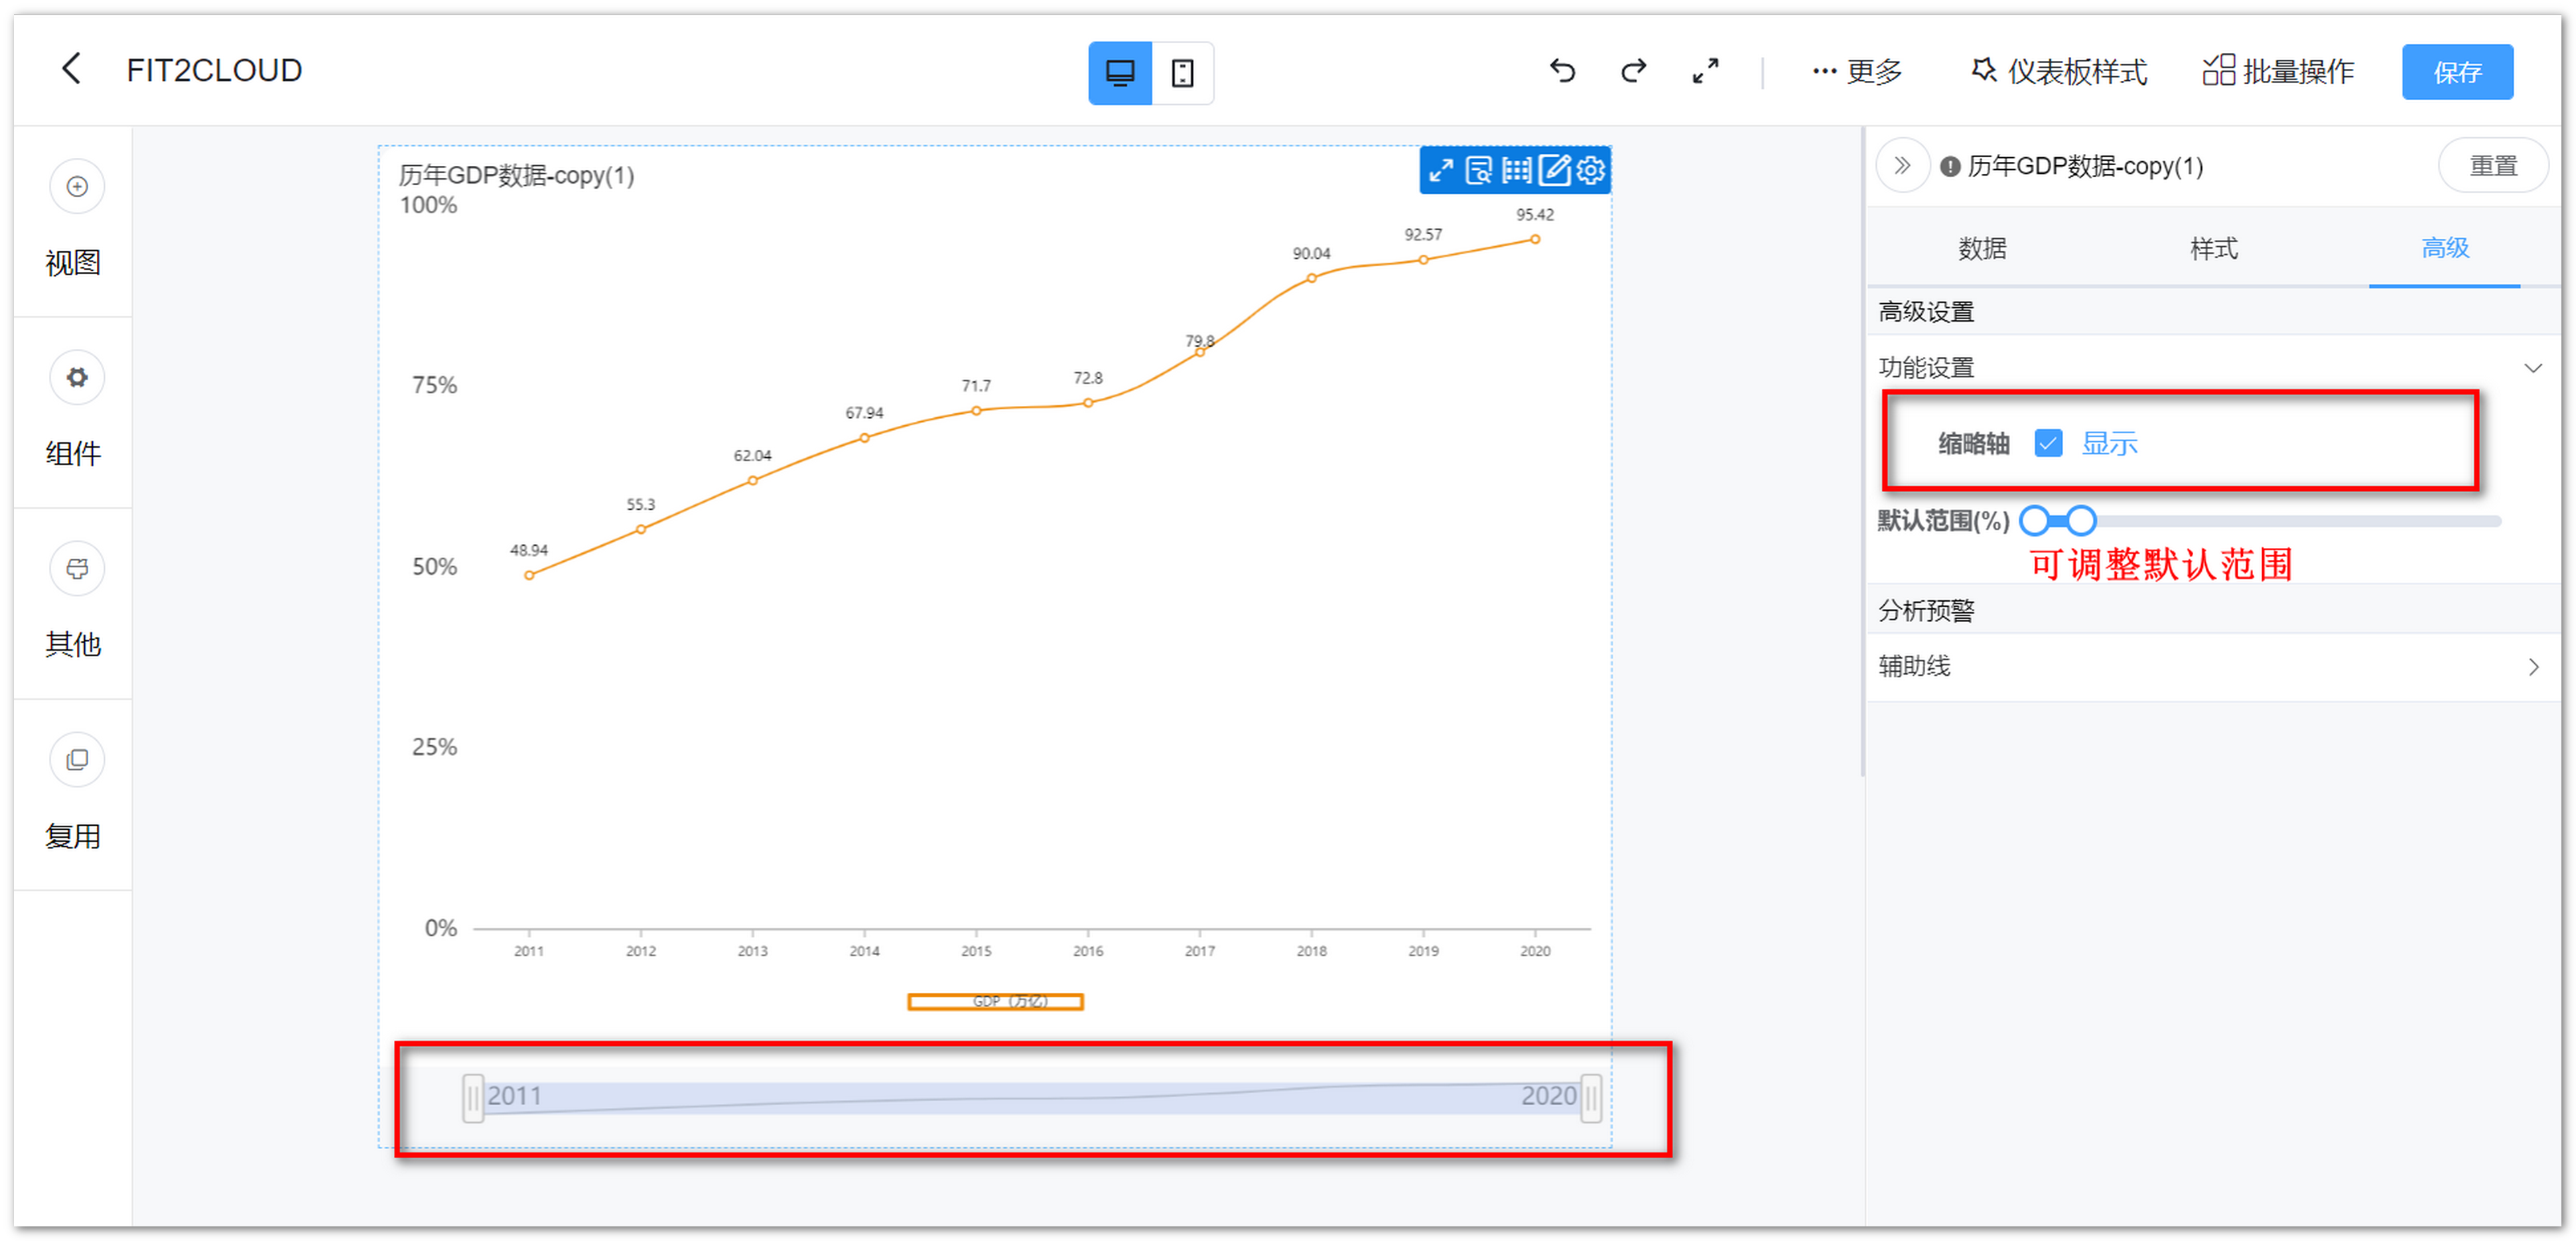 FIT2CLOUD
更多
仪表板样式
批量操作
保存
视图
组件
其他
复用
历年GDP数据-copy(1)
100%
75%
50%
25%
0%
48.94
55.3
62.04
67.94
71.7
72.8
79.8
90.04
92.57
95.42
2011 2012 2013 2014 2015 2016 2017 2018 2019 2020
GDP（万亿）
2011 2020
历年GDP数据-copy(1)
重置
数据 样式 高级
高级设置
功能设置
缩略轴 显示
默认范围(%)
可调整默认范围
分析预警
辅助线